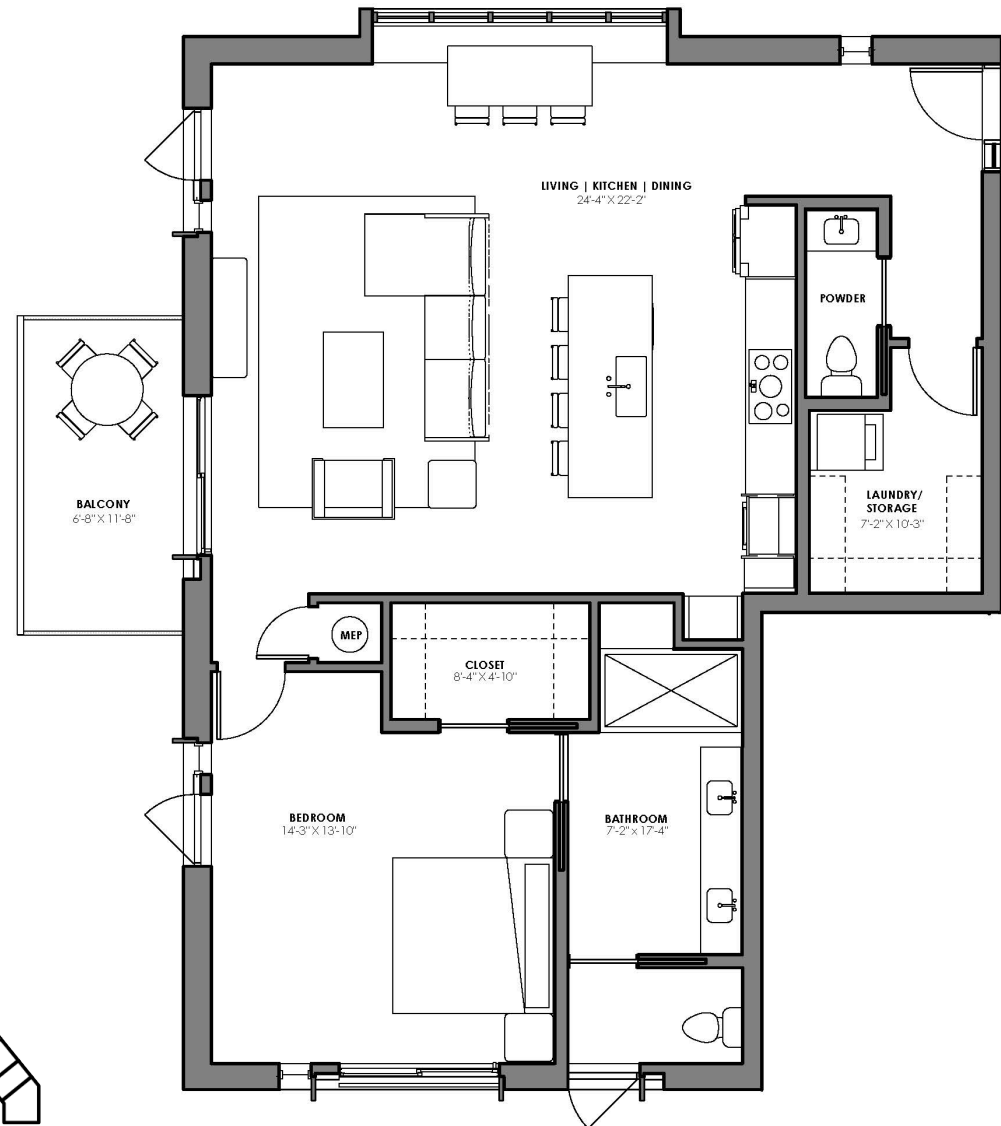 LIVING | KITCHEN | DINING
24'-4" X 22'-2"
POWDER
BALCONY
6'-8" X 11'-8"
LAUNDRY/
STORAGE
7'-2" X 10'-3"
MEP
CLOSET
8'-4" X 4'-10"
BEDROOM
14'-3" X 13'-10"
BATHROOM
7'-2" x 17'-4"